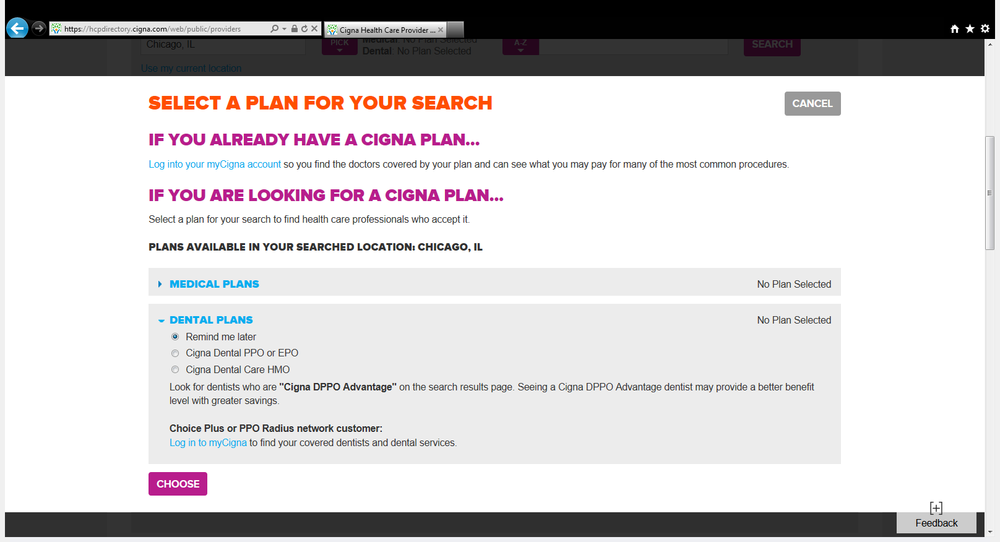 https://hcpdirectory.cigna.com/web/public/providers
Cigna Health Care Provider ...
Chicago, IL
PICK
Medical: No Plan Selected
Dental: No Plan Selected
A-Z
SEARCH
Use my current location
SELECT A PLAN FOR YOUR SEARCH
CANCEL
IF YOU ALREADY HAVE A CIGNA PLAN...
Log into your myCigna account so you find the doctors covered by your plan and can see what you may pay for many of the most common procedures.
IF YOU ARE LOOKING FOR A CIGNA PLAN...
Select a plan for your search to find health care professionals who accept it.
PLANS AVAILABLE IN YOUR SEARCHED LOCATION: CHICAGO, IL
MEDICAL PLANS
No Plan Selected
DENTAL PLANS
No Plan Selected
Remind me later
Cigna Dental PPO or EPO
Cigna Dental Care HMO
Look for dentists who are "Cigna DPPO Advantage" on the search results page. Seeing a Cigna DPPO Advantage dentist may provide a better benefit
level with greater savings.
Choice Plus or PPO Radius network customer:
Log in to myCigna to find your covered dentists and dental services.
CHOOSE
[+]
Feedback